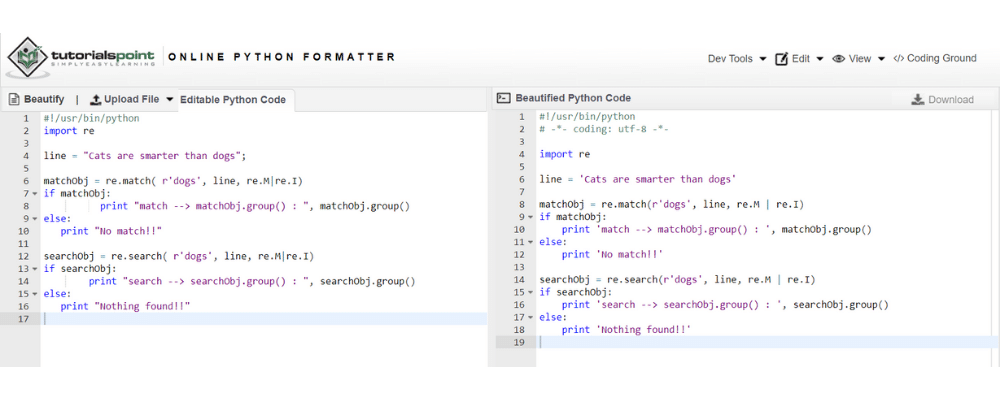 tutorialspoint ONLINE PYTHON FORMATTER
SIMPLYEASYLEARNING
Dev Tools Edit View </> Coding Ground
Beautify | Upload File Editable Python Code
1 #!/usr/bin/python
2 import re
3
4 line = "Cats are smarter than dogs";
5
6 matchObj = re.match( r'dogs', line, re.M|re.I)
7 if matchObj:
8 print "match --> matchObj.group() : ", matchObj.group()
9 else:
10 print "No match!!"
11
12 searchObj = re.search( r'dogs', line, re.M|re.I)
13 if searchObj:
14 print "search --> searchObj.group() : ", searchObj.group()
15 else:
16 print "Nothing found!!"
17
Beautified Python Code Download
1 #!/usr/bin/python
2 # -*- coding: utf-8 -*-
3
4 import re
5
6 line = 'Cats are smarter than dogs'
7
8 matchObj = re.match(r'dogs', line, re.M | re.I)
9 if matchObj:
10 print 'match --> matchObj.group() : ', matchObj.group()
11 else:
12 print 'No match!!'
13
14 searchObj = re.search(r'dogs', line, re.M | re.I)
15 if searchObj:
16 print 'search --> searchObj.group() : ', searchObj.group()
17 else:
18 print 'Nothing found!!'
19